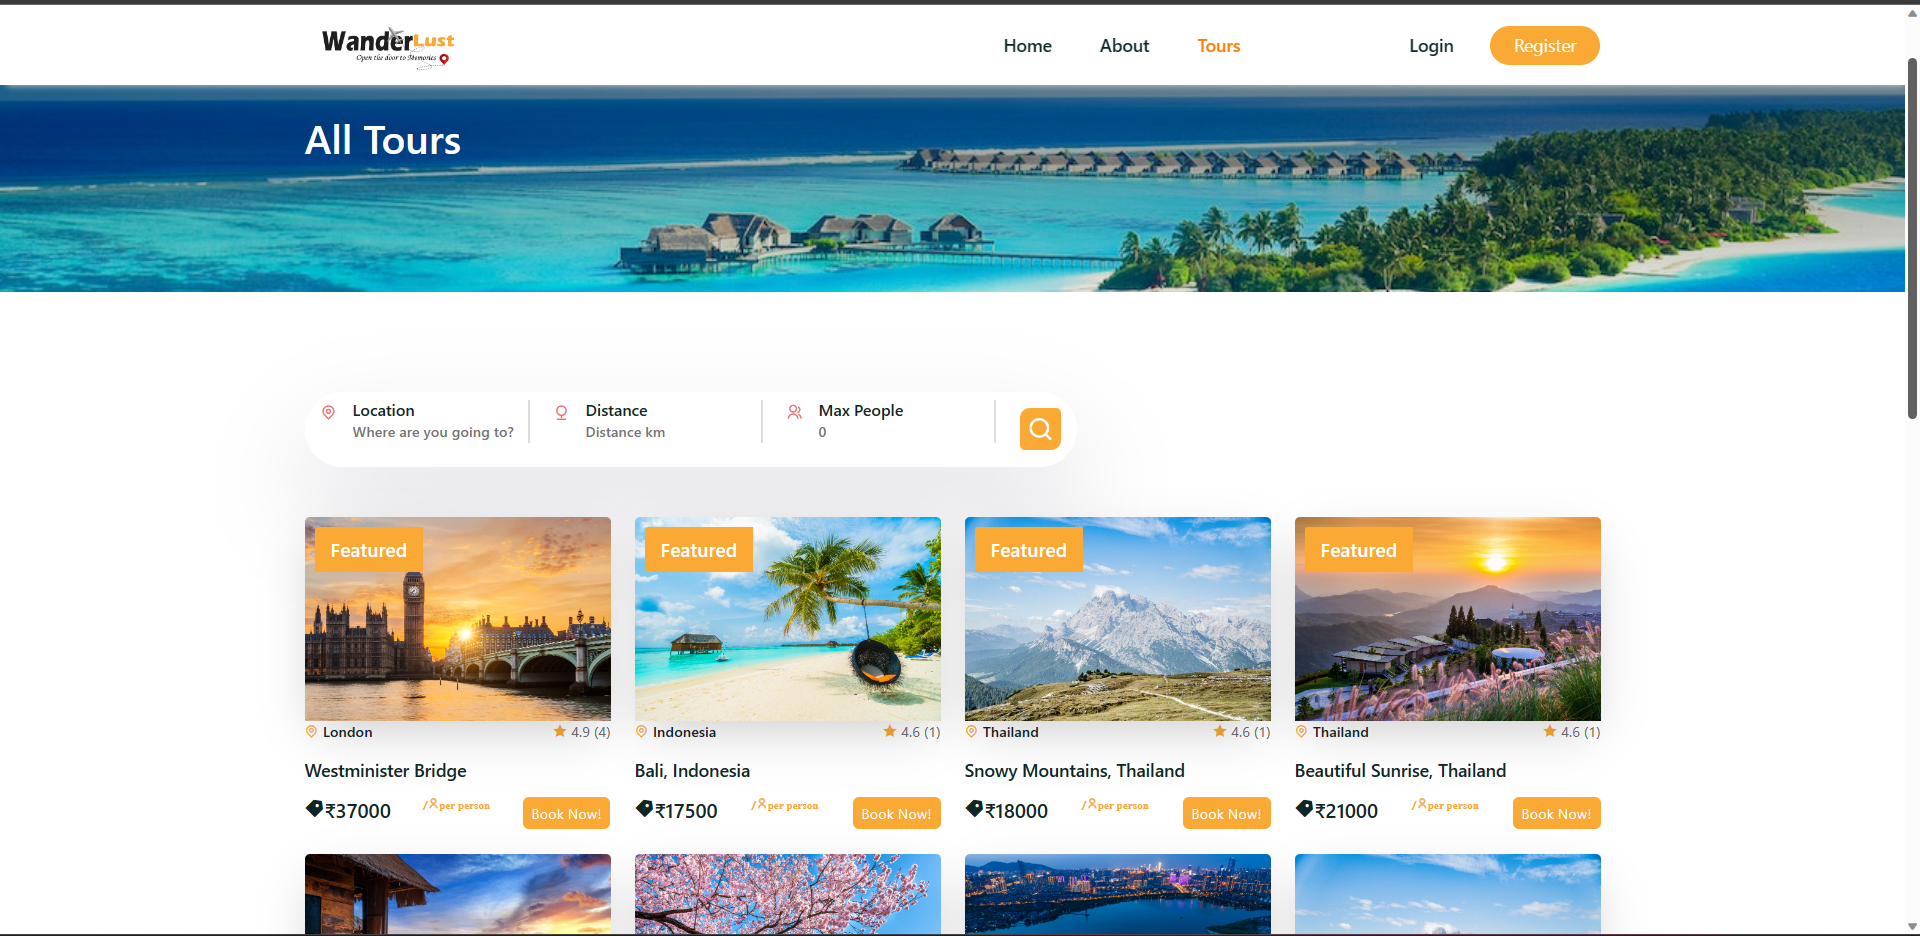 WanderLust
Open the door to Memories
Home About Tours Login Register
All Tours
Location Distance Max People
Where are you going to? Distance km 0
Featured Featured Featured Featured
London 4.9 (4) Indonesia 4.6 (1) Thailand 4.6 (1) Thailand 4.6 (1)
Westminister Bridge Bali, Indonesia Snowy Mountains, Thailand Beautiful Sunrise, Thailand
₹37000 / per person Book Now! ₹17500 / per person Book Now! ₹18000 / per person Book Now! ₹21000 / per person Book Now!